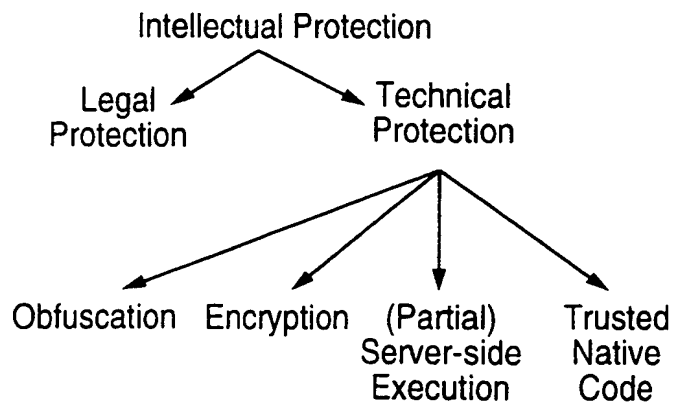 Intellectual Protection
Legal
Protection
Technical
Protection
Obfuscation
Encryption
(Partial)
Server-side
Execution
Trusted
Native
Code